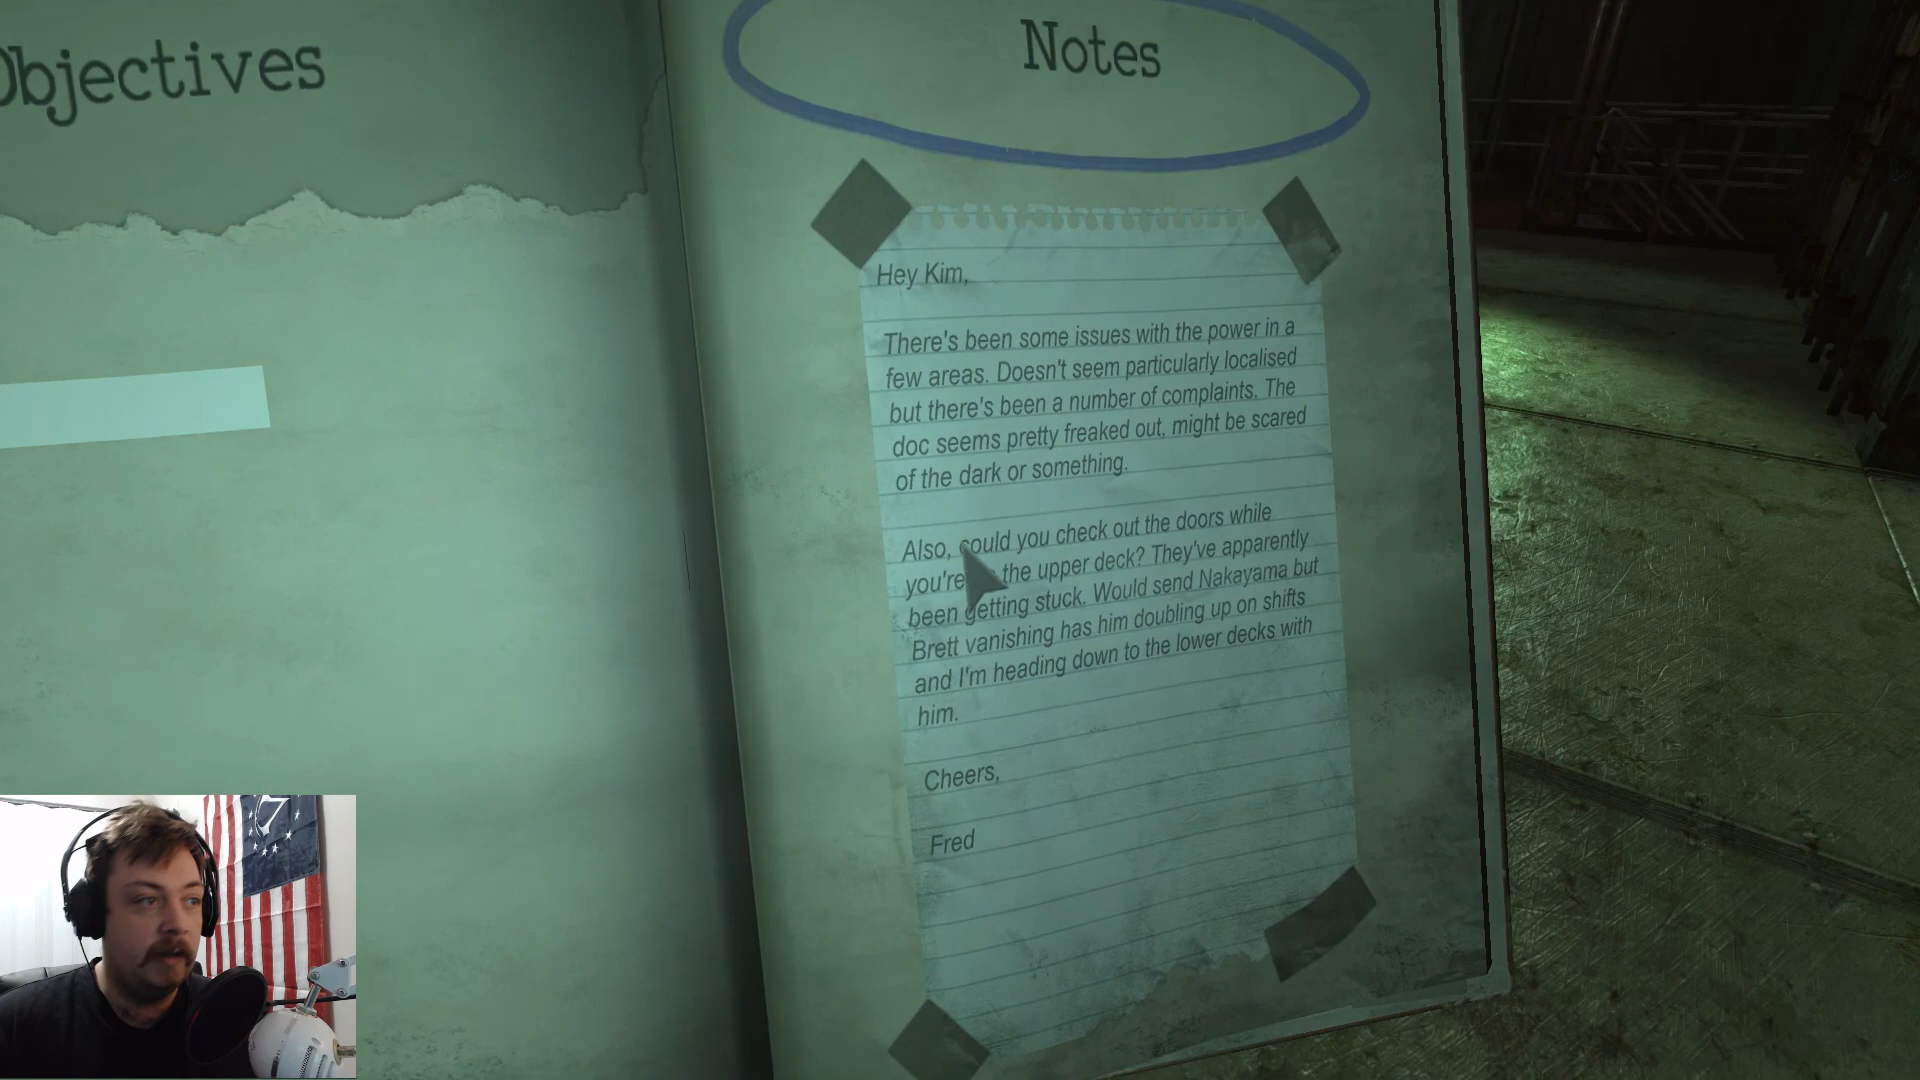 Objectives
Notes
Hey Kim,
There's been some issues with the power in a
few areas. Doesn't seem particularly localised
but there's been a number of complaints. The
doc seems pretty freaked out, might be scared
of the dark or something.
Also, could you check out the doors while
you're the upper deck? They've apparently
been getting stuck. Would send Nakayama but
Brett vanishing has him doubling up on shifts
and I'm heading down to the lower decks with
him.
Cheers,
Fred